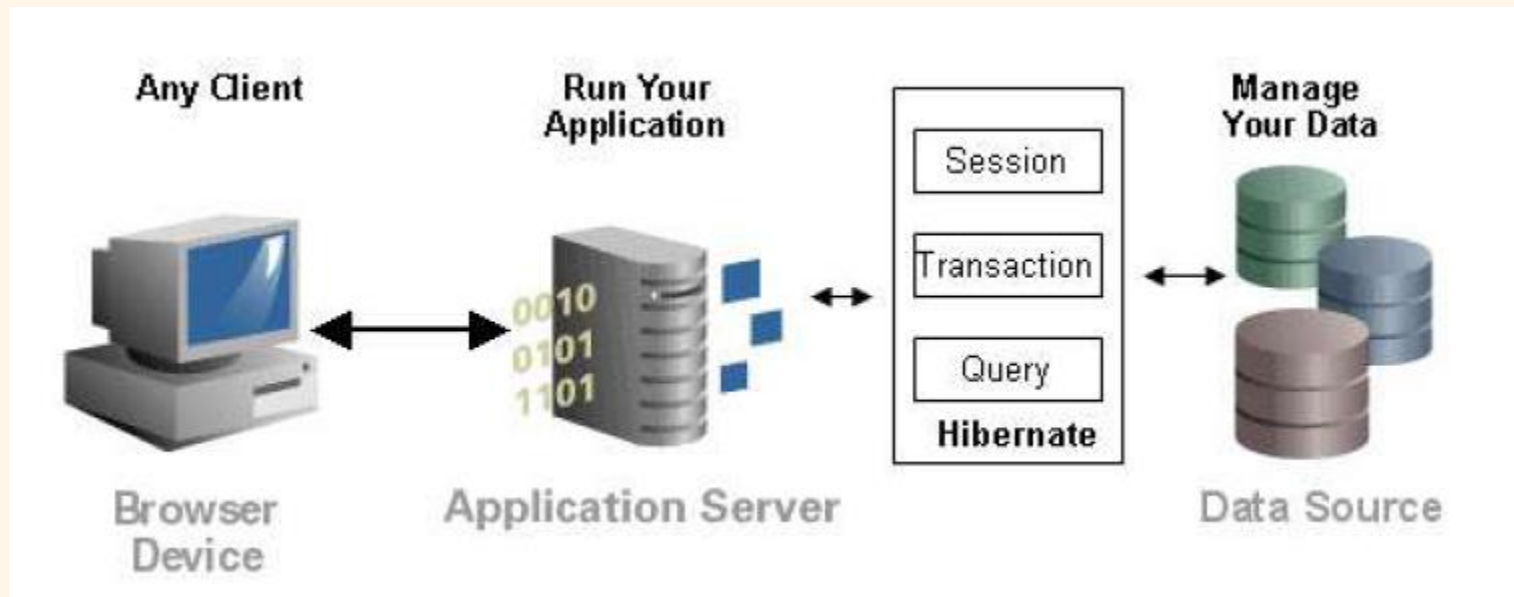 Any Client
Run Your
Application
Manage
Your Data
Session
Transaction
Query
Hibernate
0010
0101
1101
Browser
Device
Application Server
Data Source